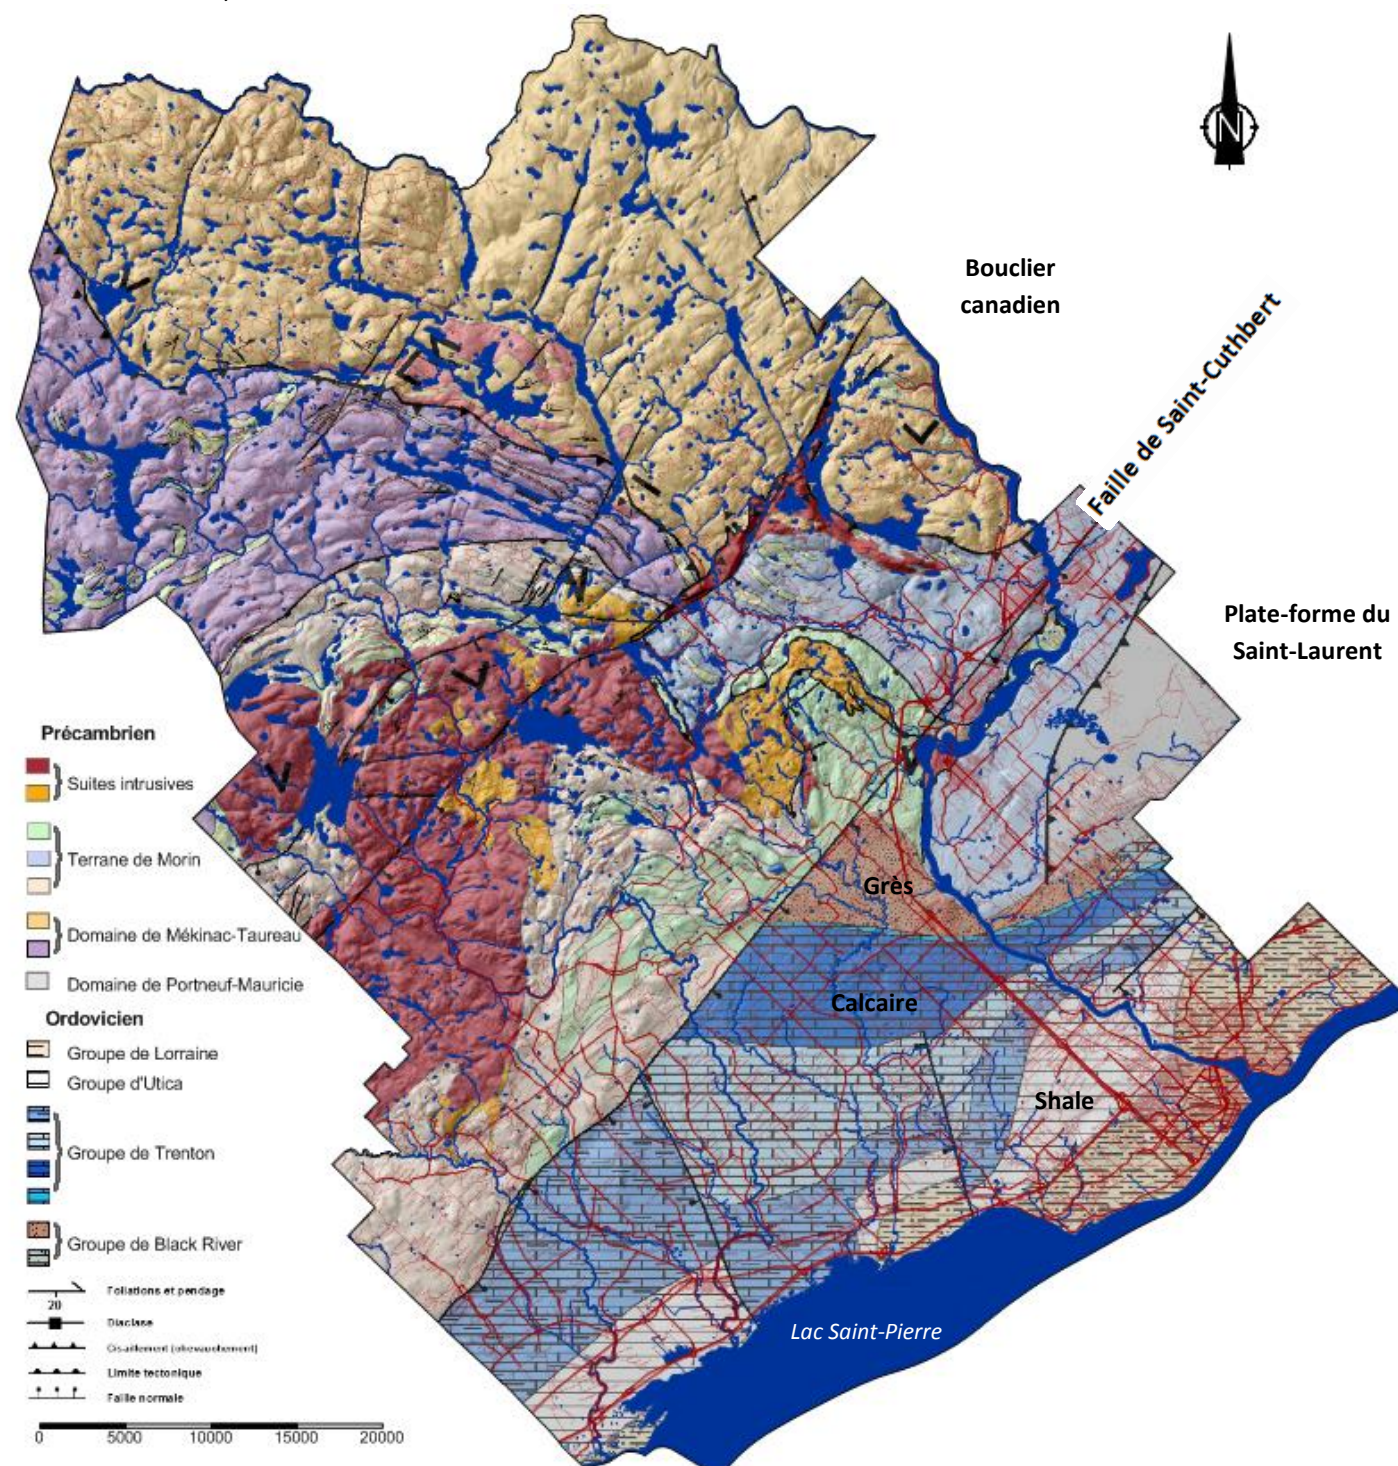 N
Bouclier
canadien
Faille de Saint-Cuthbert
Plate-forme du
Saint-Laurent
Grès
Calcaire
Shale
Lac Saint-Pierre
Précambrien
Suites intrusives
Terrane de Morin
Domaine de Mékinac-Taureau
Domaine de Portneuf-Mauricie
Ordovicien
Groupe de Lorraine
Groupe d'Utica
Groupe de Trenton
Groupe de Black River
Foliations et pendage
20
Diaclase
Cisaillement (chevauchement)
Limite tectonique
Faille normale
0 5000 10000 15000 20000